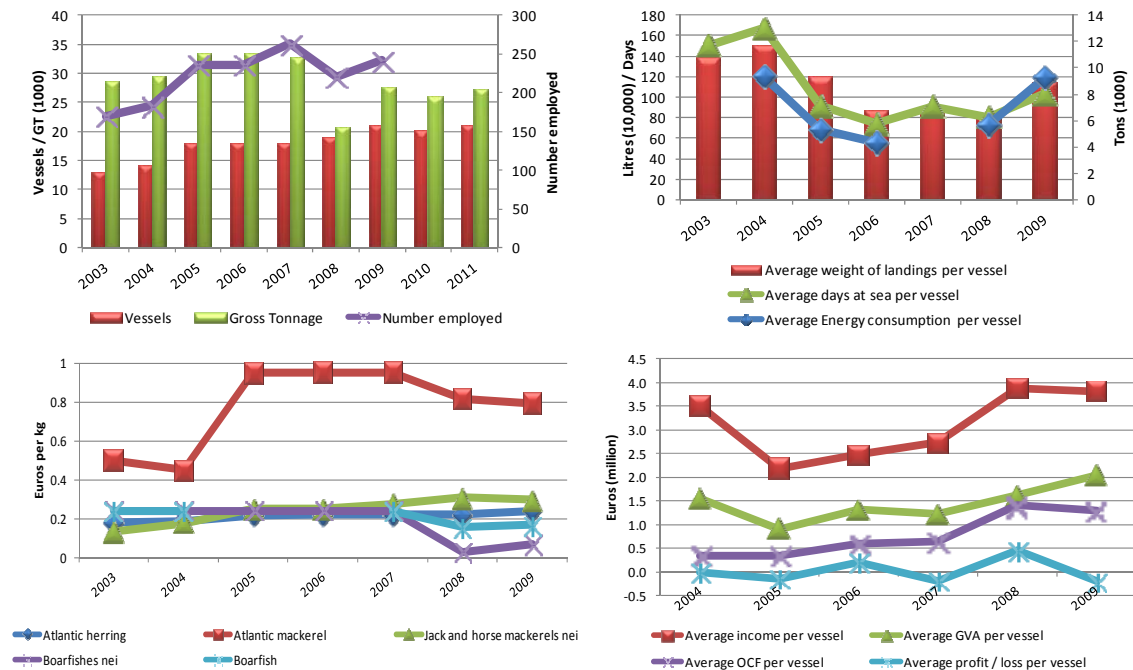 Vessels / GT (1000)
40
35
30
25
20
15
10
5
0
300
250
200
150
100
50
0
Number employed
2003 2004 2005 2006 2007 2008 2009 2010 2011
Vessels Gross Tonnage Number employed
Litres (10,000) / Days
180
160
140
120
100
80
60
40
20
0
14
12
10
8
6
4
2
0
Tons (1000)
2003 2004 2005 2006 2007 2008 2009
Average weight of landings per vessel
Average days at sea per vessel
Average Energy consumption per vessel
Euros per kg
1
0.8
0.6
0.4
0.2
0
2003 2004 2005 2006 2007 2008 2009
Atlantic herring Atlantic mackerel Jack and horse mackerels nei
Boarfishes nei Boarfish
Euros (million)
4.5
4.0
3.5
3.0
2.5
2.0
1.5
1.0
0.5
0.0
-0.5
2004 2005 2006 2007 2008 2009
Average income per vessel Average GVA per vessel
Average OCF per vessel Average profit / loss per vessel